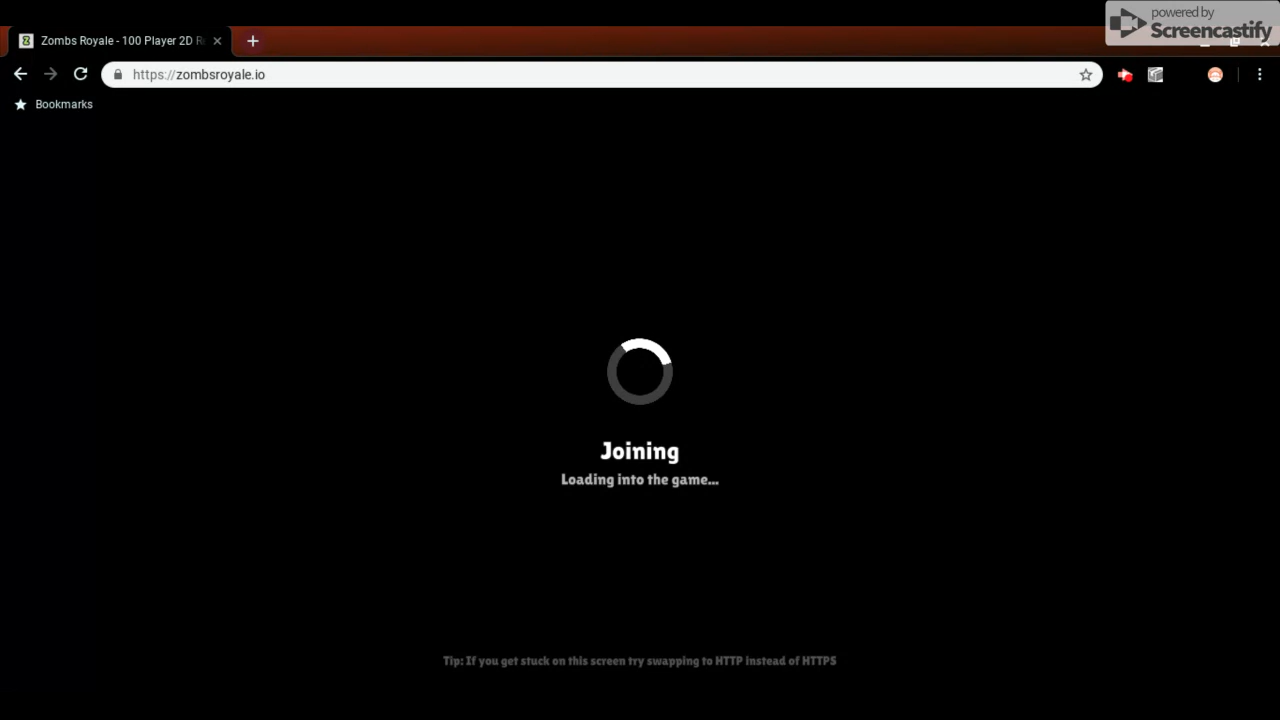 powered by
Screencastify
Zombs Royale - 100 Player 2D R
https://zombsroyale.io
Bookmarks
Joining
Loading into the game...
Tip: If you get stuck on this screen try swapping to HTTP instead of HTTPS